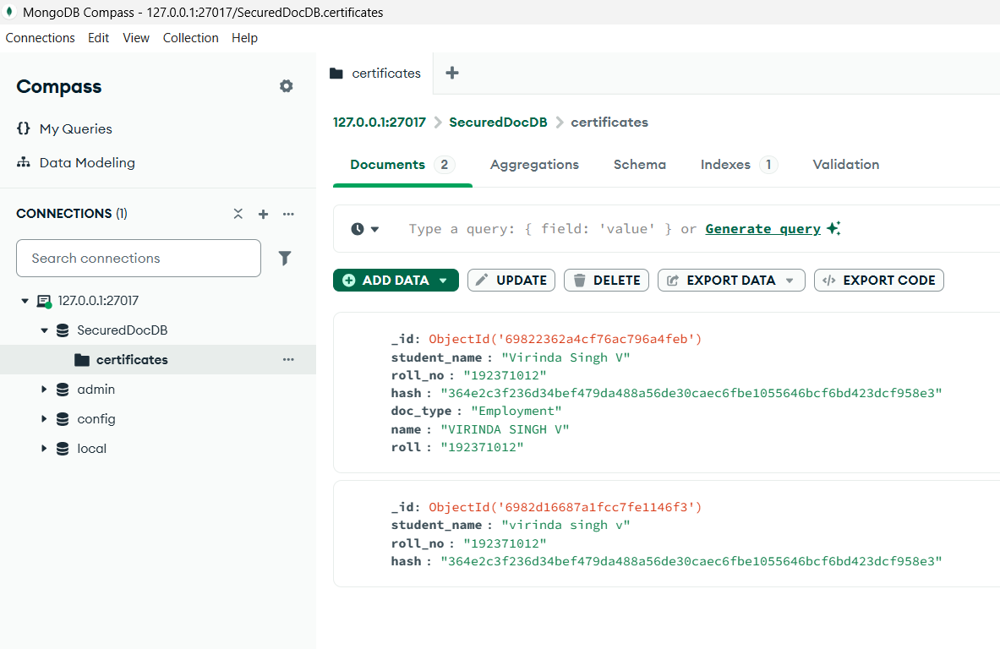 MongoDB Compass - 127.0.0.1:27017/SecuredDocDB.certificates
Connections Edit View Collection Help
Compass
My Queries
Data Modeling
CONNECTIONS (1)
Search connections
127.0.0.1:27017
SecuredDocDB
certificates
admin
config
local
certificates
127.0.0.1:27017 > SecuredDocDB > certificates
Documents 2 Aggregations Schema Indexes 1 Validation
Type a query: { field: 'value' } or Generate query
ADD DATA UPDATE DELETE EXPORT DATA EXPORT CODE
_id: ObjectId('69822362a4cf76ac796a4feb')
student_name : "Virinda Singh V"
roll_no : "192371012"
hash : "364e2c3f236d34bef479da488a56de30caec6fbe1055646bcf6bd423dcf958e3"
doc_type : "Employment"
name : "VIRINDA SINGH V"
roll : "192371012"
_id: ObjectId('6982d16687a1fcc7fe1146f3')
student_name : "virinda singh v"
roll_no : "192371012"
hash : "364e2c3f236d34bef479da488a56de30caec6fbe1055646bcf6bd423dcf958e3"